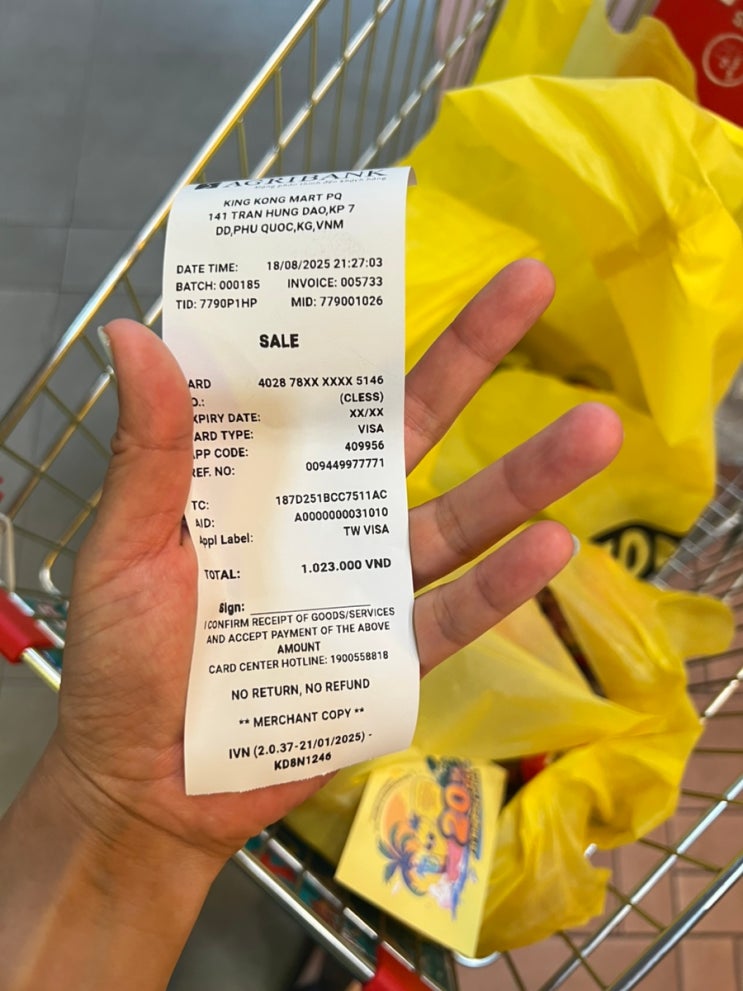 AGRIBANK
KING KONG MART PQ
141 TRAN HUNG DAO,KP 7
DD,PHU QUOC,KG,VNM
DATE TIME: 18/08/2025 21:27:03
BATCH: 000185 INVOICE: 005733
TID: 7790P1HP MID: 779001026
SALE
ARD 4028 78XX XXXX 5146
O.: (CLESS)
XPIRY DATE: XX/XX
ARD TYPE: VISA
PP CODE: 409956
REF. NO: 009449977771
TC: 187D251BCC7511AC
AID: A0000000031010
Appl Label: TW VISA
TOTAL: 1.023.000 VND
Sign:
I CONFIRM RECEIPT OF GOODS/SERVICES
AND ACCEPT PAYMENT OF THE ABOVE
AMOUNT
CARD CENTER HOTLINE: 1900558818
NO RETURN, NO REFUND
** MERCHANT COPY **
IVN (2.0.37-21/01/2025) -
KD8N1246
20%